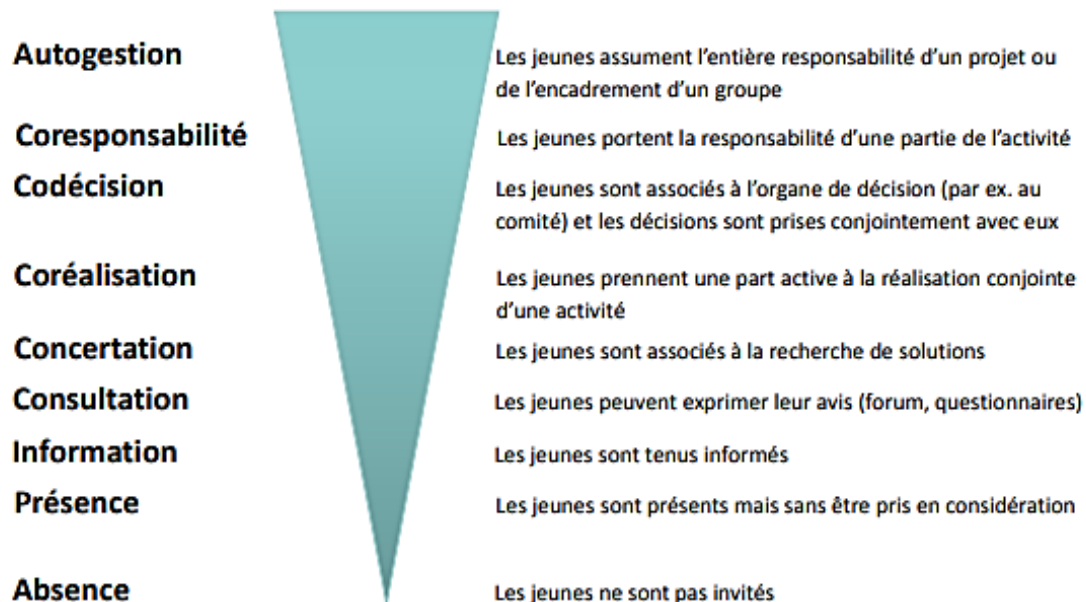 Autogestion
Les jeunes assument l'entière responsabilité d'un projet ou
de l'encadrement d'un groupe
Coresponsabilité
Les jeunes portent la responsabilité d'une partie de l'activité
Codécision
Les jeunes sont associés à l'organe de décision (par ex. au
comité) et les décisions sont prises conjointement avec eux
Coréalisation
Les jeunes prennent une part active à la réalisation conjointe
d'une activité
Concertation
Les jeunes sont associés à la recherche de solutions
Consultation
Les jeunes peuvent exprimer leur avis (forum, questionnaires)
Information
Les jeunes sont tenus informés
Présence
Les jeunes sont présents mais sans être pris en considération
Absence
Les jeunes ne sont pas invités